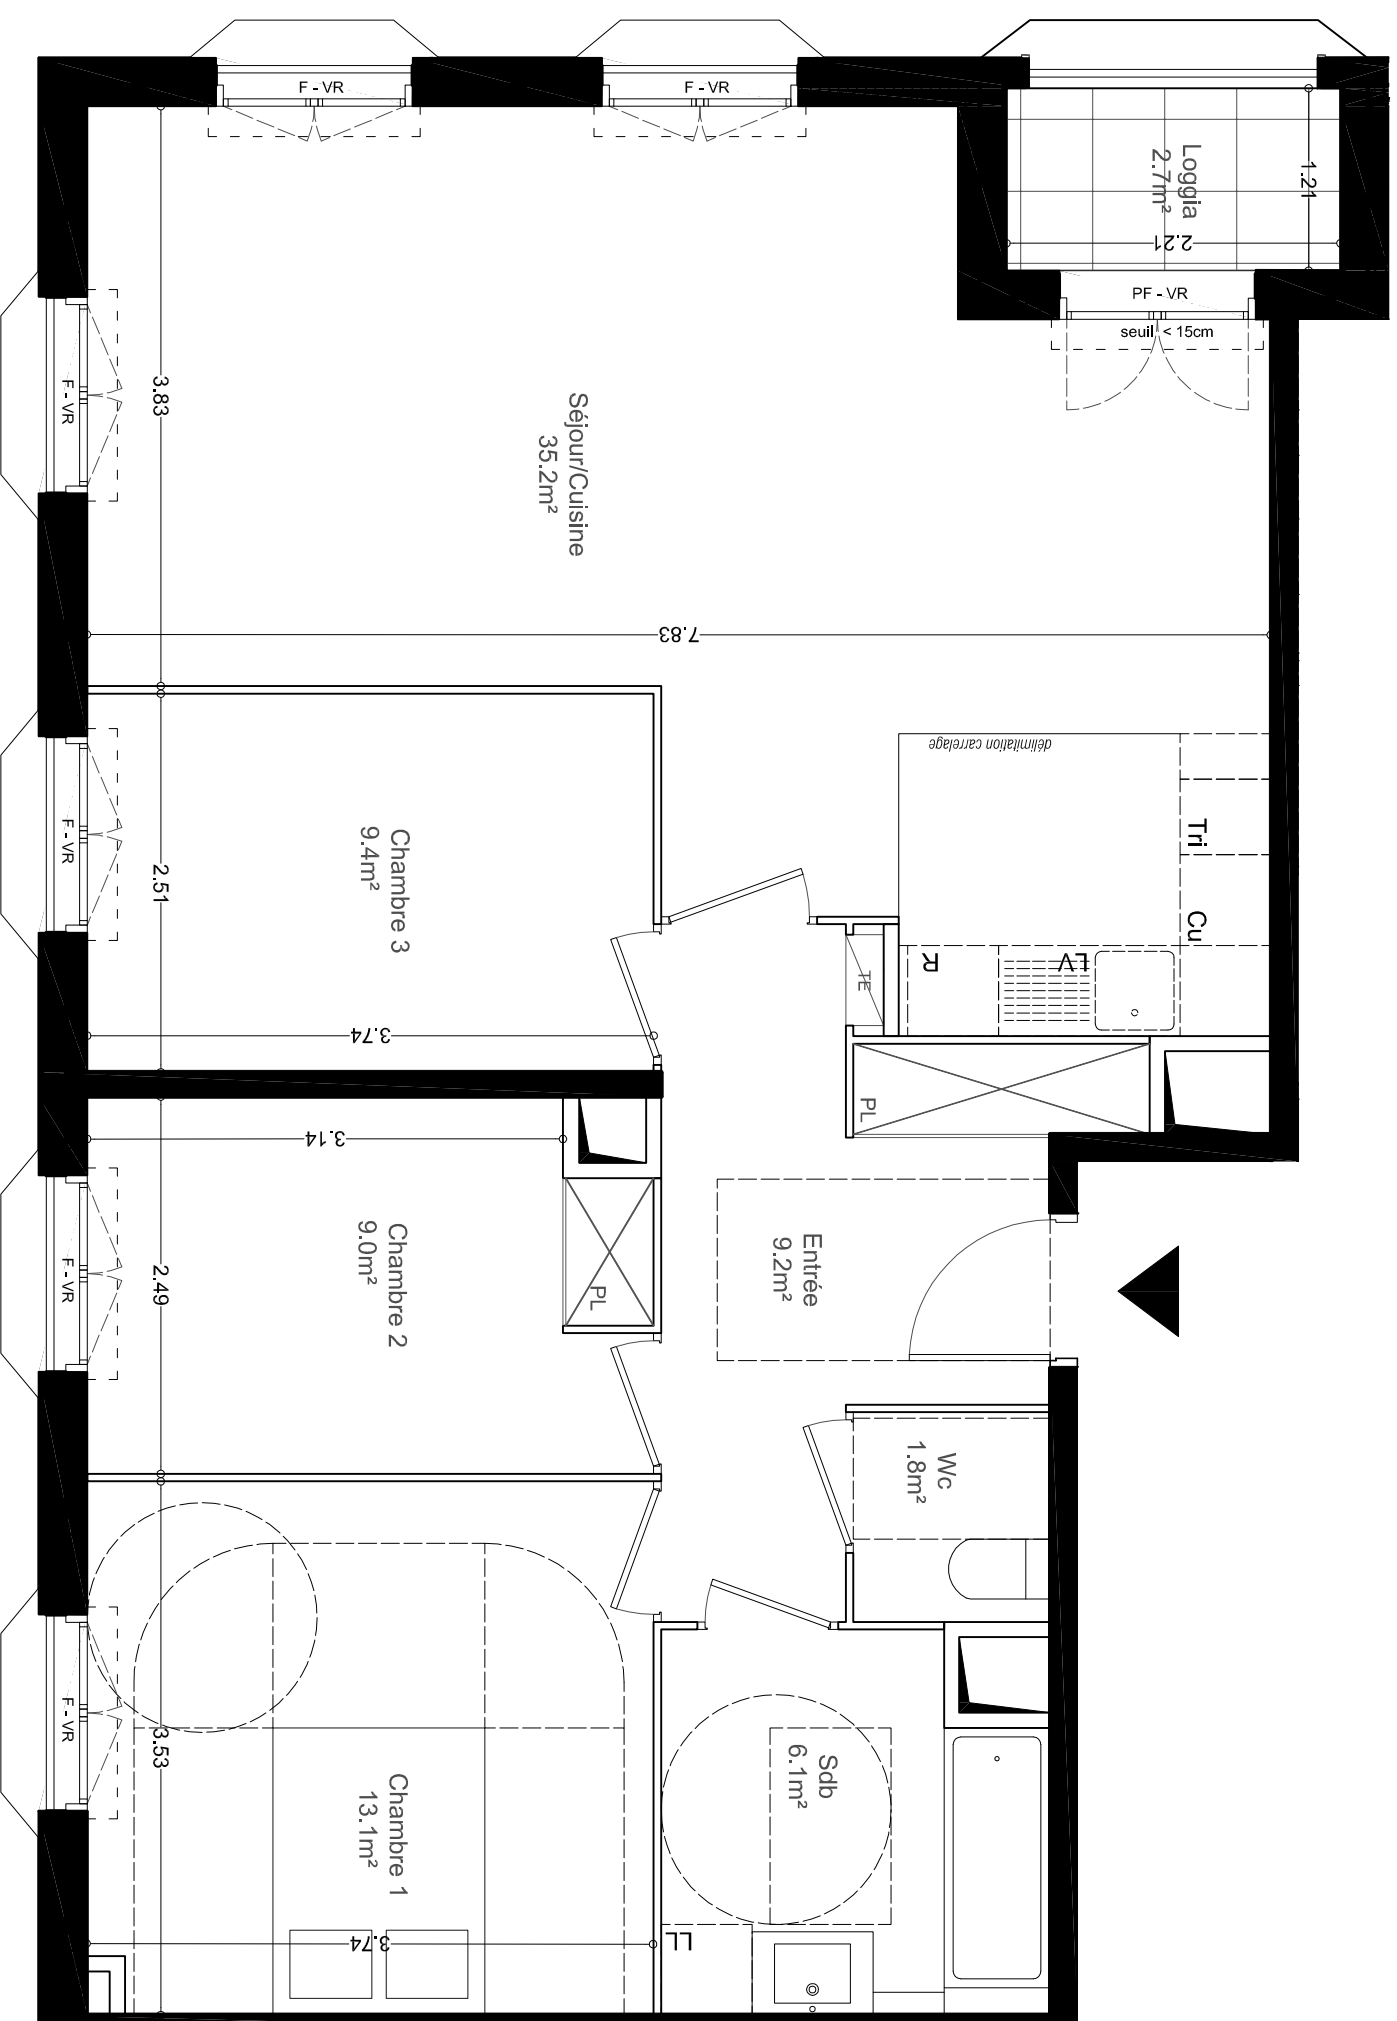 F - VR
F - VR
Loggia
2.7m²
1.21
2.21
PF - VR
seuil < 15cm
F - VR
3.83
Séjour/Cuisine
35.2m²
7.83
délimitation carrelage
Tri
Cu
LV
R
TE
PL
F - VR
2.51
Chambre 3
9.4m²
3.74
3.14
PL
Chambre 2
9.0m²
F - VR
2.49
Entrée
9.2m²
Wc
1.8m²
F - VR
3.53
Chambre 1
13.1m²
3.74
Sdb
6.1m²
LL